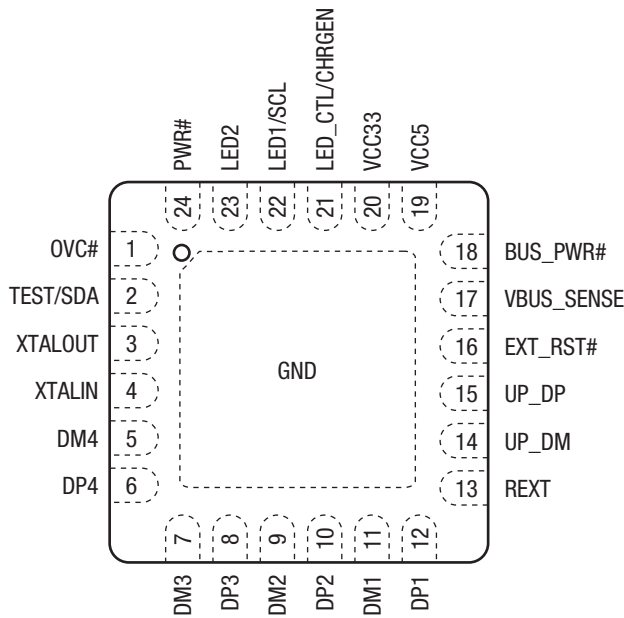 PWR#
LED2
LED1/SCL
LED_CTL/CHRGEN
VCC33
VCC5
24
23
22
21
20
19
OVC# 1
TEST/SDA 2
XTALOUT 3
XTALIN 4
DM4 5
DP4 6
18 BUS_PWR#
17 VBUS_SENSE
16 EXT_RST#
15 UP_DP
14 UP_DM
13 REXT
GND
7
8
9
10
11
12
DM3
DP3
DM2
DP2
DM1
DP1